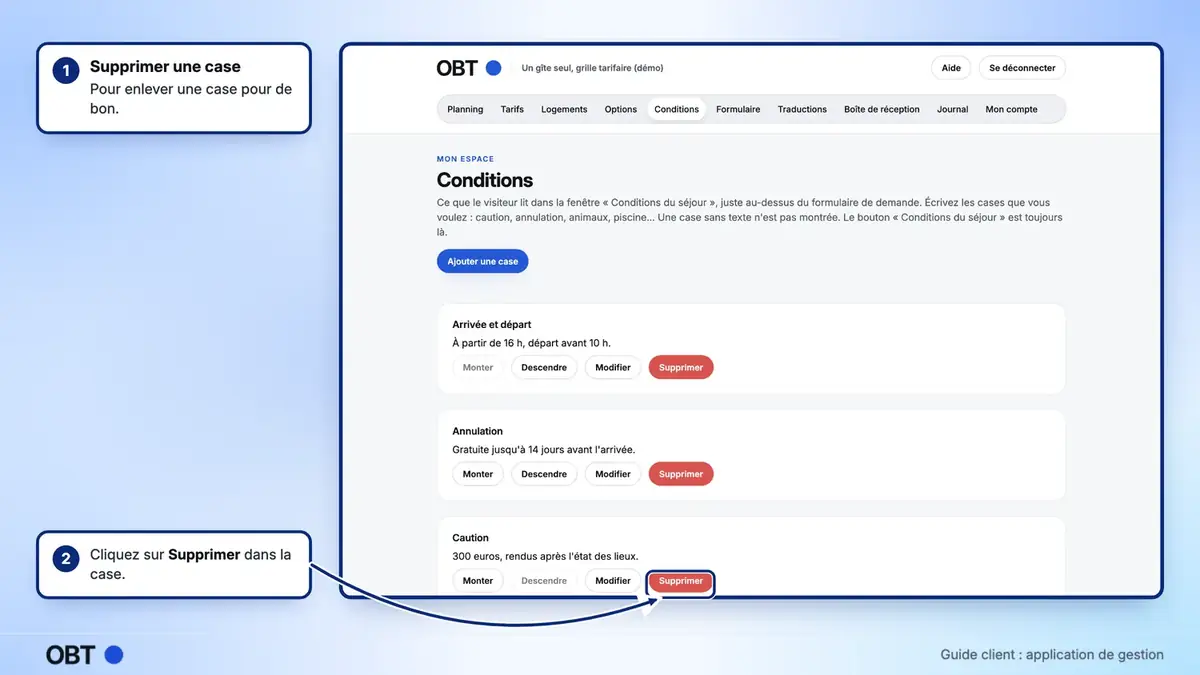 1
Supprimer une case
Pour enlever une case pour de
bon.
OBT
Un gîte seul, grille tarifaire (démo)
Aide
Se déconnecter
Planning
Tarifs
Logements
Options
Conditions
Formulaire
Traductions
Boîte de réception
Journal
Mon compte
MON ESPACE
Conditions
Ce que le visiteur lit dans la fenêtre « Conditions du séjour », juste au-dessus du formulaire de demande. Écrivez les cases que vous
voulez : caution, annulation, animaux, piscine... Une case sans texte n'est pas montrée. Le bouton « Conditions du séjour » est toujours
là.
Ajouter une case
Arrivée et départ
À partir de 16 h, départ avant 10 h.
Monter
Descendre
Modifier
Supprimer
Annulation
Gratuite jusqu'à 14 jours avant l'arrivée.
Monter
Descendre
Modifier
Supprimer
Caution
300 euros, rendus après l'état des lieux.
Monter
Descendre
Modifier
Supprimer
2
Cliquez sur Supprimer dans la
case.
OBT
Guide client : application de gestion